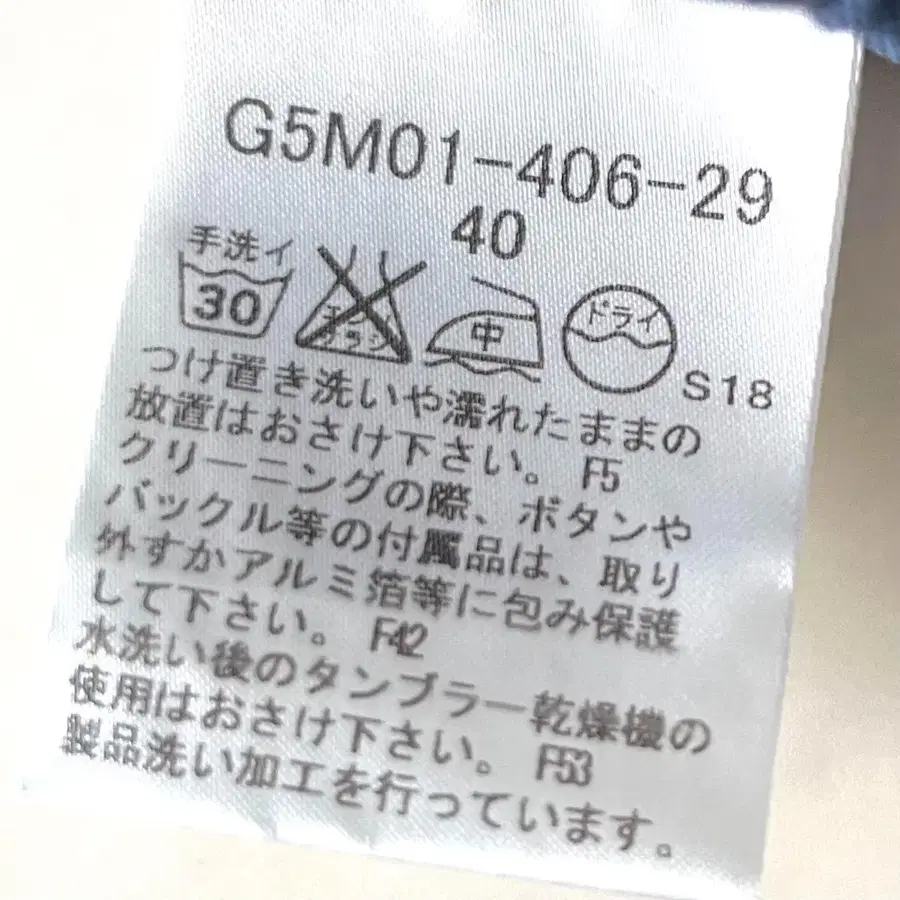 G5M01-406-29
40
手洗イ
30
エンソ
サラシ
中
ドライ
S18
つけ置き洗いや濡れたままの
放置はおさけ下さい。 F5
クリーニングの際、ボタンや
バックル等の付属品は、取り
外すかアルミ箔等に包み保護
して下さい。 F42
水洗い後のタンブラー乾燥機の
使用はおさけ下さい。 F53
製品洗い加工を行っています。